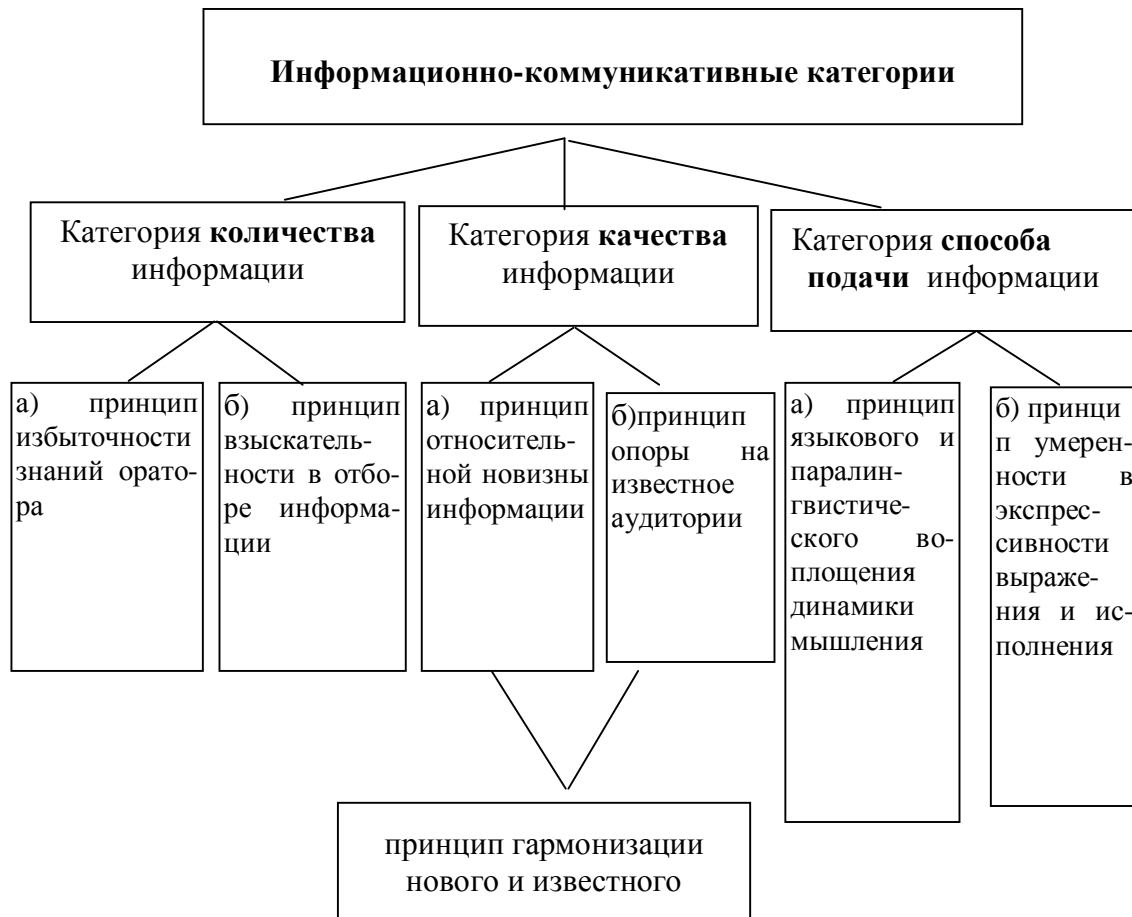 Информационно-коммуникативные категории
Категория количества
информации
Категория качества
информации
Категория способа
подачи информации
а) принцип
избыточности
знаний орато-
ра
б) принцип
взыскатель-
ности в отбо-
ре информа-
ции
а) принцип
относитель-
ной новизны
информации
б)принцип
опоры на
известное
аудитории
а) принцип
языкового и
паралин-
гвистиче-
ского во-
площения
динамики
мышления
б) принци
п умерен-
ности в
экспрес-
сивности
выраже-
ния и ис-
полнения
принцип гармонизации
нового и известного